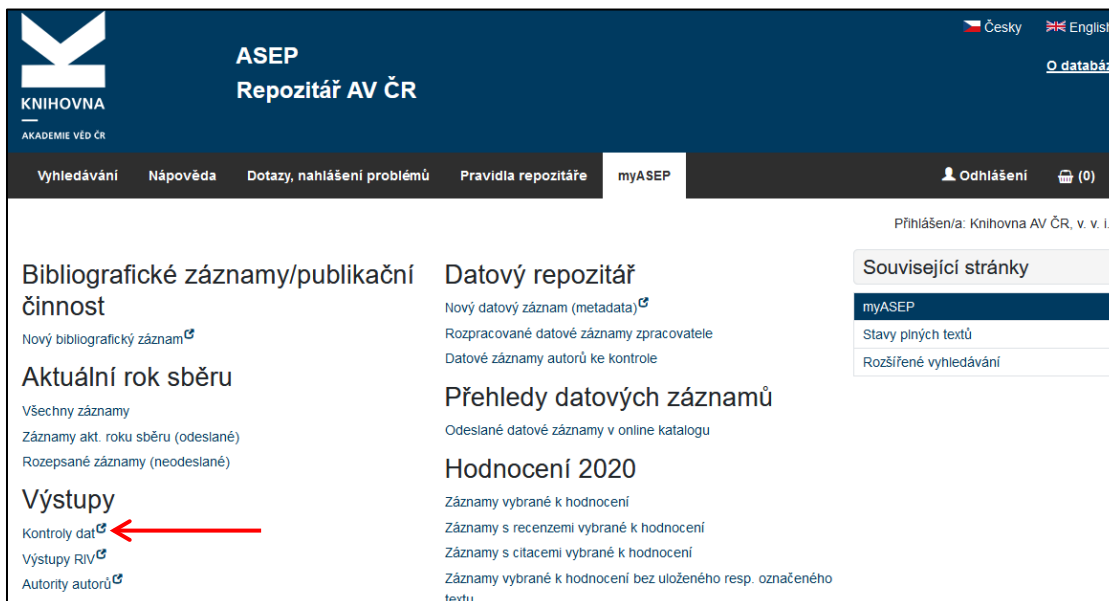 Česky
English
O databáz
KNIHOVNA
AKADEMIE VĚD ČR
ASEP
Repozitář AV ČR
Vyhledávání
Nápověda
Dotazy, nahlášení problémů
Pravidla repozitáře
myASEP
Odhlášení
(0)
Přihlášen/a: Knihovna AV ČR, v. v. i.
Bibliografické záznamy/publikační
činnost
Nový bibliografický záznam
Aktuální rok sběru
Všechny záznamy
Záznamy akt. roku sběru (odeslané)
Rozepsané záznamy (neodeslané)
Výstupy
Kontroly dat
Výstupy RIV
Autority autorů
Datový repozitář
Nový datový záznam (metadata)
Rozpracované datové záznamy zpracovatele
Datové záznamy autorů ke kontrole
Přehledy datových záznamů
Odeslané datové záznamy v online katalogu
Hodnocení 2020
Záznamy vybrané k hodnocení
Záznamy s recenzemi vybrané k hodnocení
Záznamy s citacemi vybrané k hodnocení
Záznamy vybrané k hodnocení bez uloženého resp. označeného
textu
Související stránky
myASEP
Stavy plných textů
Rozšířené vyhledávání